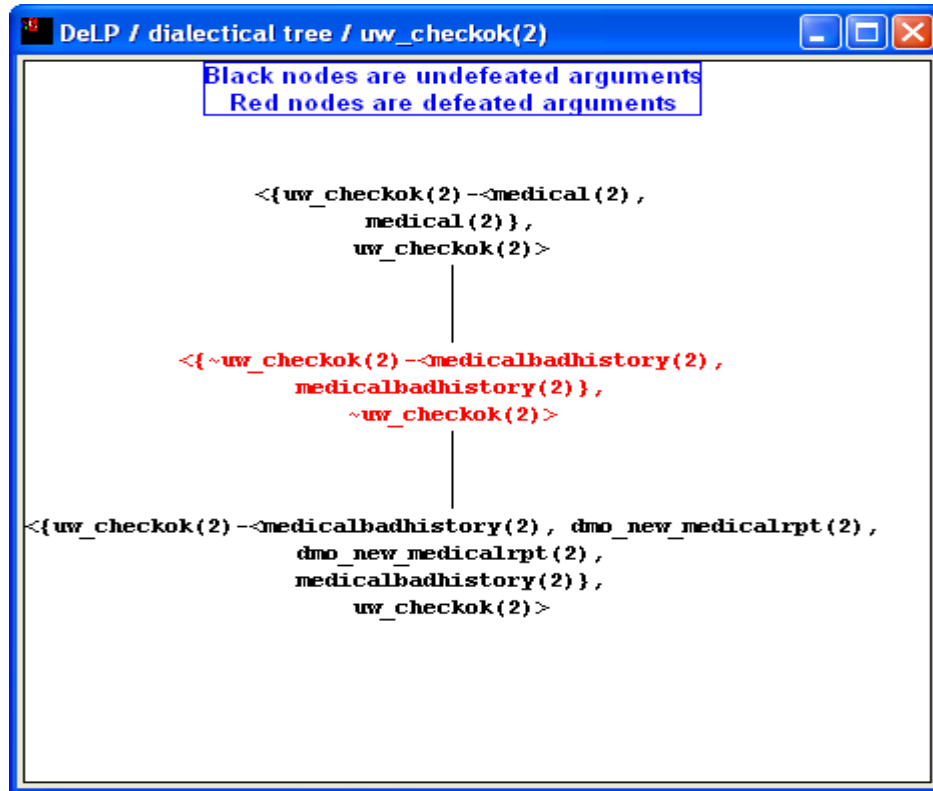 DeLP / dialectical tree / uw_checkok(2)
Black nodes are undefeated arguments
Red nodes are defeated arguments
<{uw_checkok(2)-<medical(2),
medical(2)},
uw_checkok(2)>
<{~uw_checkok(2)-<medicalbadhistory(2),
medicalbadhistory(2)},
~uw_checkok(2)>
<{uw_checkok(2)-<medicalbadhistory(2), dmo_new_medicalrpt(2),
dmo_new_medicalrpt(2),
medicalbadhistory(2)},
uw_checkok(2)>